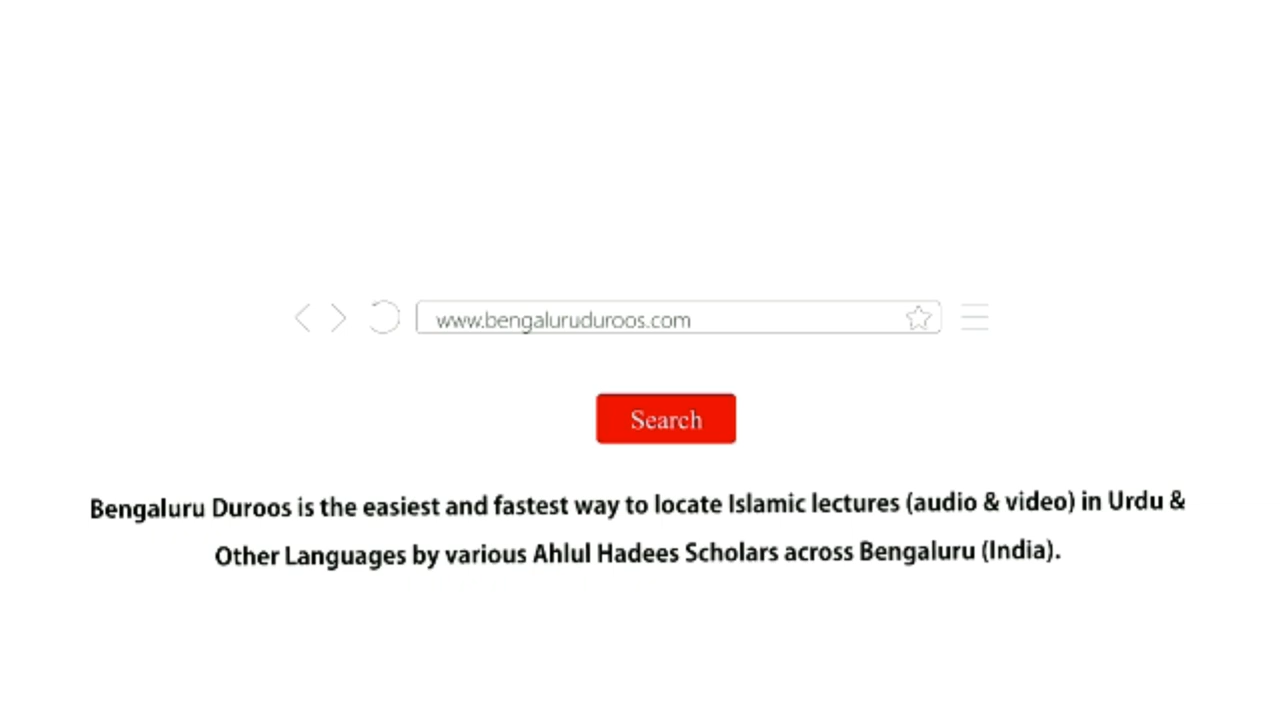 www.bengaluruduroos.com
Search
Bengaluru Duroos is the easiest and fastest way to locate Islamic lectures (audio & video) in Urdu &
Other Languages by various Ahlul Hadees Scholars across Bengaluru (India).